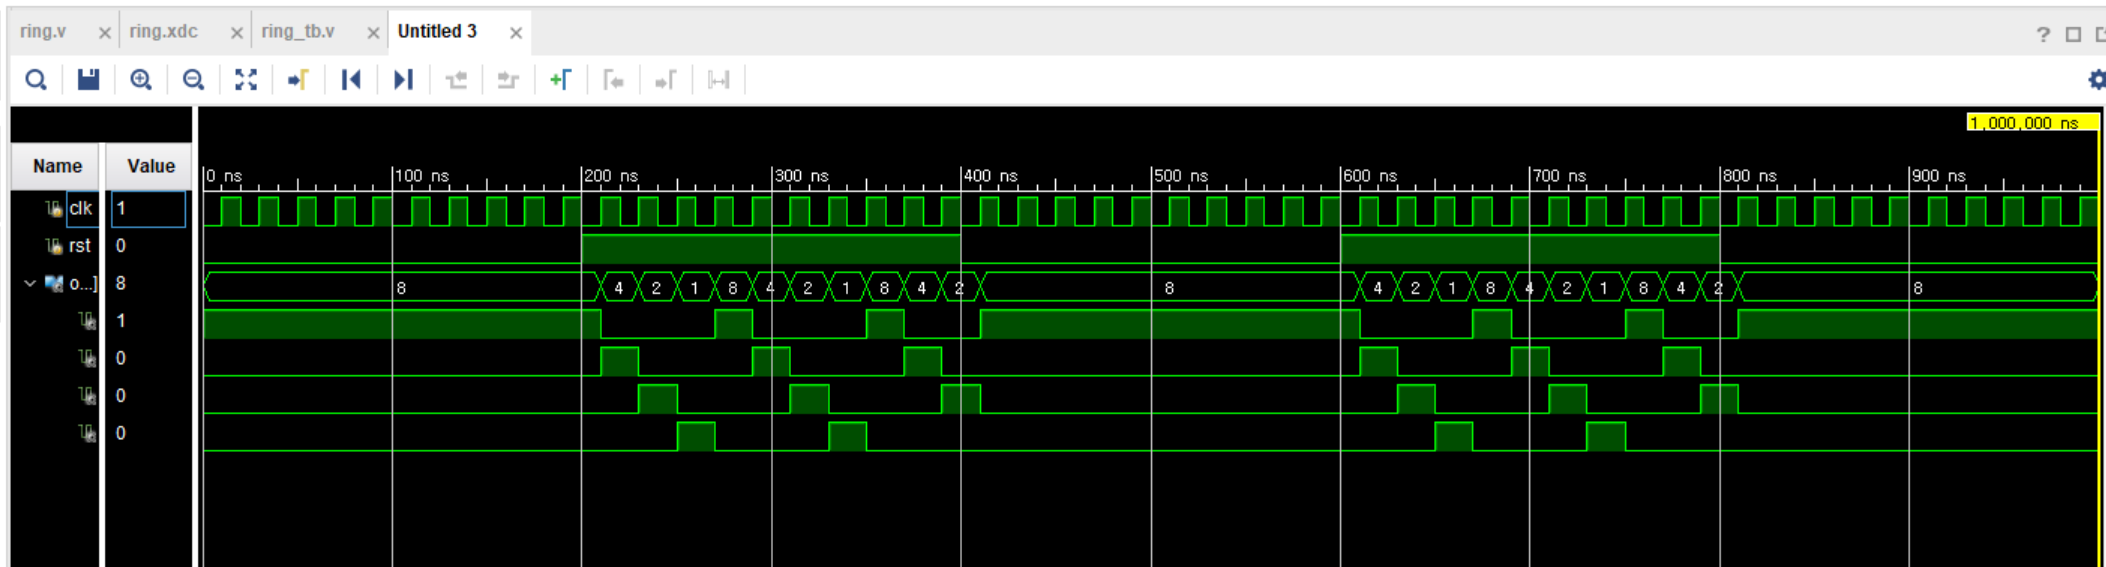 ring.v × ring.xdc × ring_tb.v × Untitled 3 × ?
1,000,000 ns
Name Value 0 ns 100 ns 200 ns 300 ns 400 ns 500 ns 600 ns 700 ns 800 ns 900 ns
clk 1
rst 0
o...] 8 8 4 2 1 8 4 2 1 8 4 2 8 4 2 1 8 4 2 1 8 4 2 8
1
0
0
0